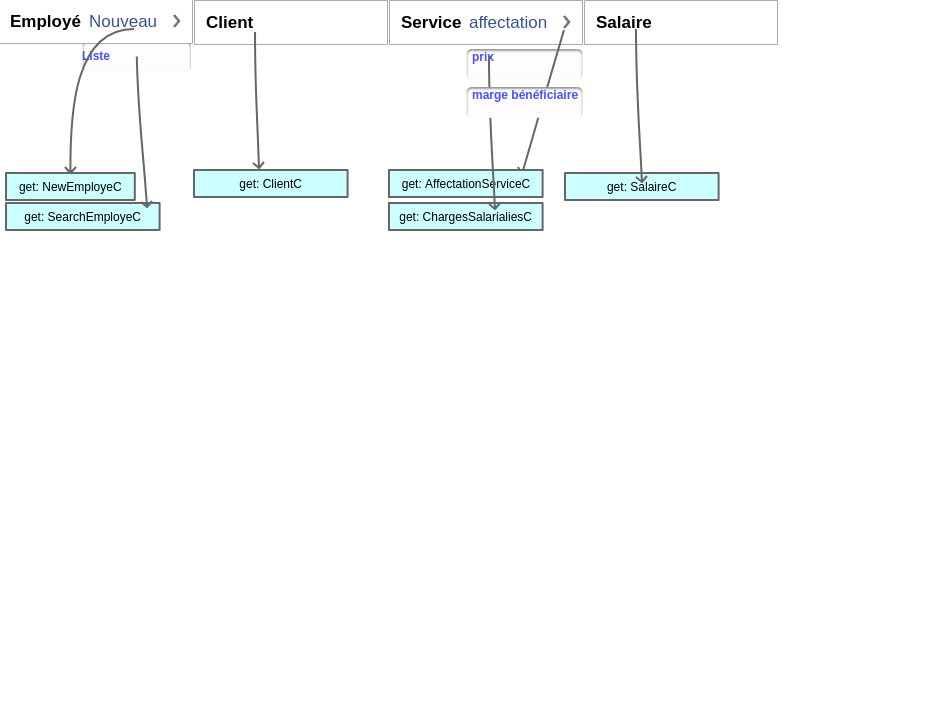 Employé Nouveau
Client
Service affectation
Salaire
Liste
prix
marge bénéficiaire
get: NewEmployeC
get: ClientC
get: AffectationServiceC
get: SalaireC
get: SearchEmployeC
get: ChargesSalarialiesC